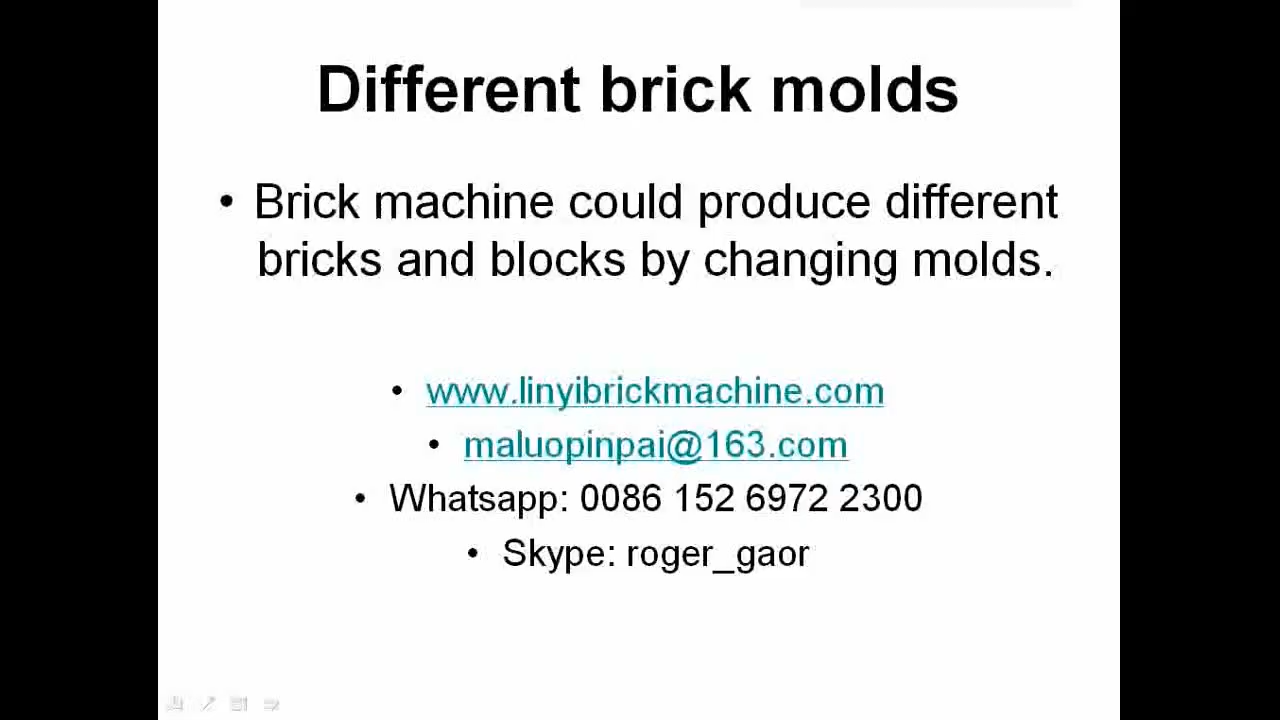 Different brick molds
• Brick machine could produce different
bricks and blocks by changing molds.
• www.linyibrickmachine.com
• maluopinpai@163.com
• Whatsapp: 0086 152 6972 2300
• Skype: roger_gaor